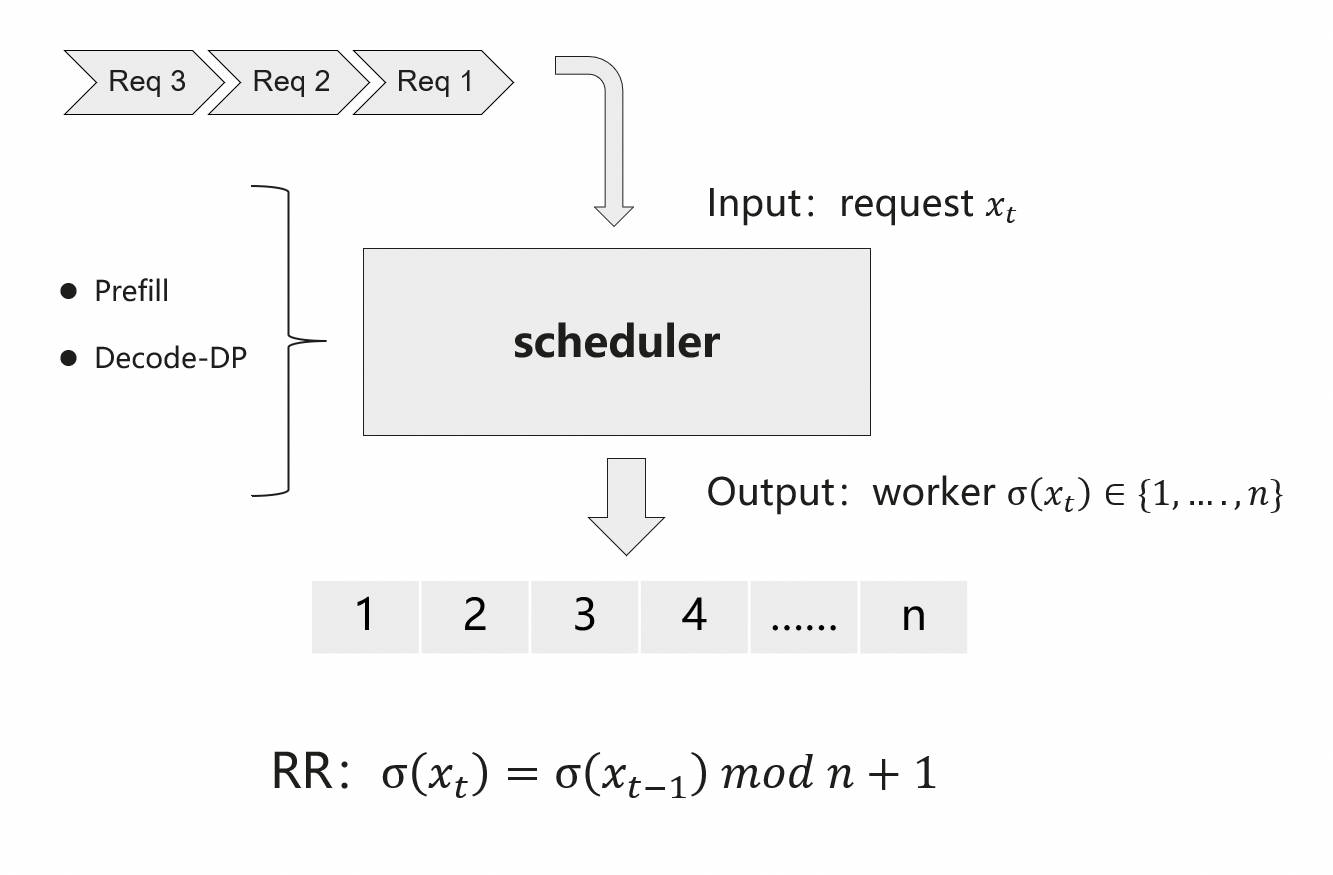 Req 3 Req 2 Req 1
Input：request 𝑥ₜ
● Prefill
● Decode-DP
scheduler
Output：worker σ(𝑥ₜ) ∈ {1, … . , 𝑛}
1 2 3 4 …… n
RR：σ(𝑥ₜ) = σ(𝑥ₜ₋₁) 𝑚𝑜𝑑 𝑛 + 1